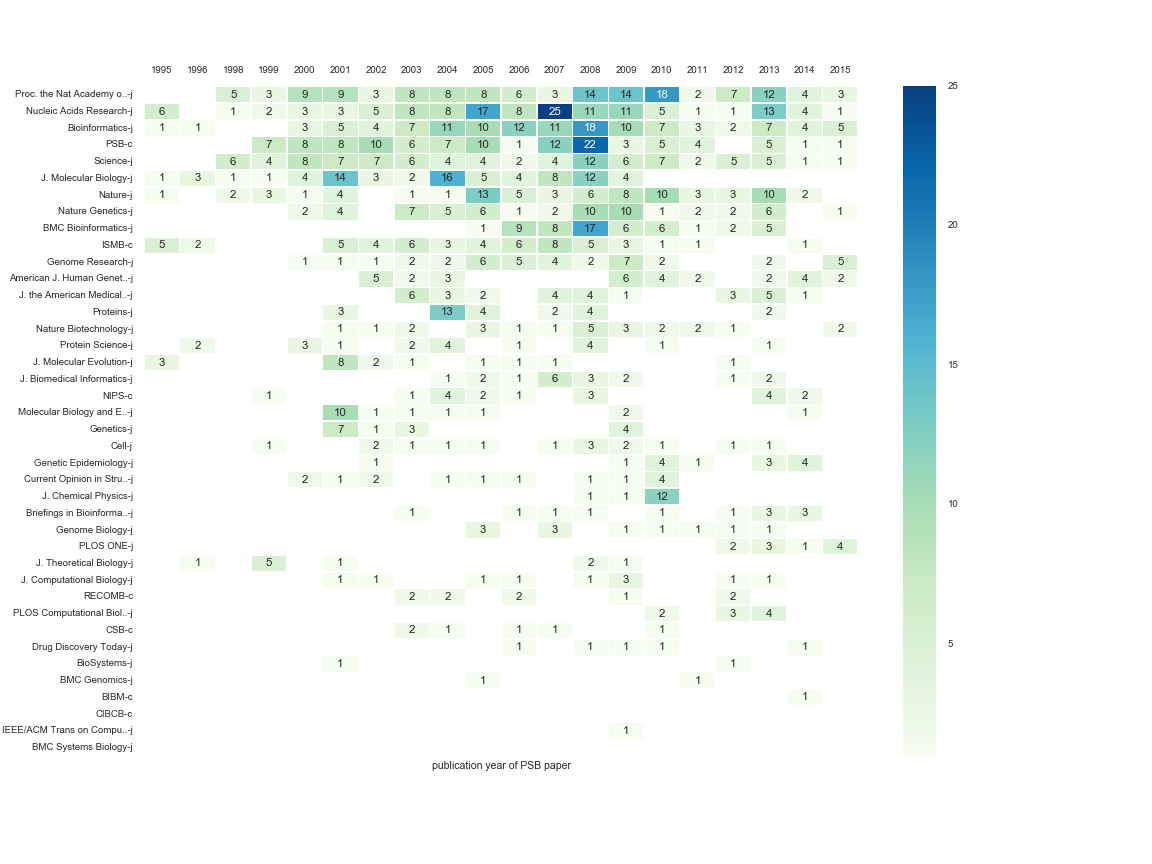 1995 1996 1998 1999 2000 2001 2002 2003 2004 2005 2006 2007 2008 2009 2010 2011 2012 2013 2014 2015
Proc. the Nat Academy o..-j 5 3 9 9 3 8 8 8 6 3 14 14 18 2 7 12 4 3
Nucleic Acids Research-j 6 1 2 3 3 5 8 8 17 8 25 11 11 5 1 1 13 4 1
Bioinformatics-j 1 1 3 5 4 7 11 10 12 11 18 10 7 3 2 7 4 5
PSB-c 7 8 8 10 6 7 10 1 12 22 3 5 4 5 1 1
Science-j 6 4 8 7 7 6 4 4 2 4 12 6 7 2 5 5 1 1
J. Molecular Biology-j 1 3 1 1 4 14 3 2 16 5 4 8 12 4
Nature-j 1 2 3 1 4 1 1 13 5 3 6 8 10 3 3 10 2
Nature Genetics-j 2 4 7 5 6 1 2 10 10 1 2 2 6 1
BMC Bioinformatics-j 1 9 8 17 6 6 1 2 5
ISMB-c 5 2 5 4 6 3 4 6 8 5 3 1 1 1
Genome Research-j 1 1 1 2 2 6 5 4 2 7 2 2 5
American J. Human Genet..-j 5 2 3 6 4 2 2 4 2
J. the American Medical..-j 6 3 2 4 4 1 3 5 1
Proteins-j 3 13 4 2 4 2
Nature Biotechnology-j 1 1 2 3 1 1 5 3 2 2 1 2
Protein Science-j 2 3 1 2 4 1 4 1 1
J. Molecular Evolution-j 3 8 2 1 1 1 1 1
J. Biomedical Informatics-j 1 2 1 6 3 2 1 2
NIPS-c 1 1 4 2 1 3 4 2
Molecular Biology and E..-j 10 1 1 1 1 2 1
Genetics-j 7 1 3 4
Cell-j 1 2 1 1 1 1 3 2 1 1 1
Genetic Epidemiology-j 1 1 4 1 3 4
Current Opinion in Stru..-j 2 1 2 1 1 1 1 1 4
J. Chemical Physics-j 1 1 12
Briefings in Bioinforma..-j 1 1 1 1 1 1 3 3
Genome Biology-j 3 3 1 1 1 1 1
PLOS ONE-j 2 3 1 4
J. Theoretical Biology-j 1 5 1 2 1
J. Computational Biology-j 1 1 1 1 1 3 1 1
RECOMB-c 2 2 2 1 2
PLOS Computational Biol..-j 2 3 4
CSB-c 2 1 1 1 1
Drug Discovery Today-j 1 1 1 1 1
BioSystems-j 1 1
BMC Genomics-j 1 1
BIBM-c 1
CIBCB-c
IEEE/ACM Trans on Compu..-j 1
BMC Systems Biology-j
publication year of PSB paper
25
20
15
10
5